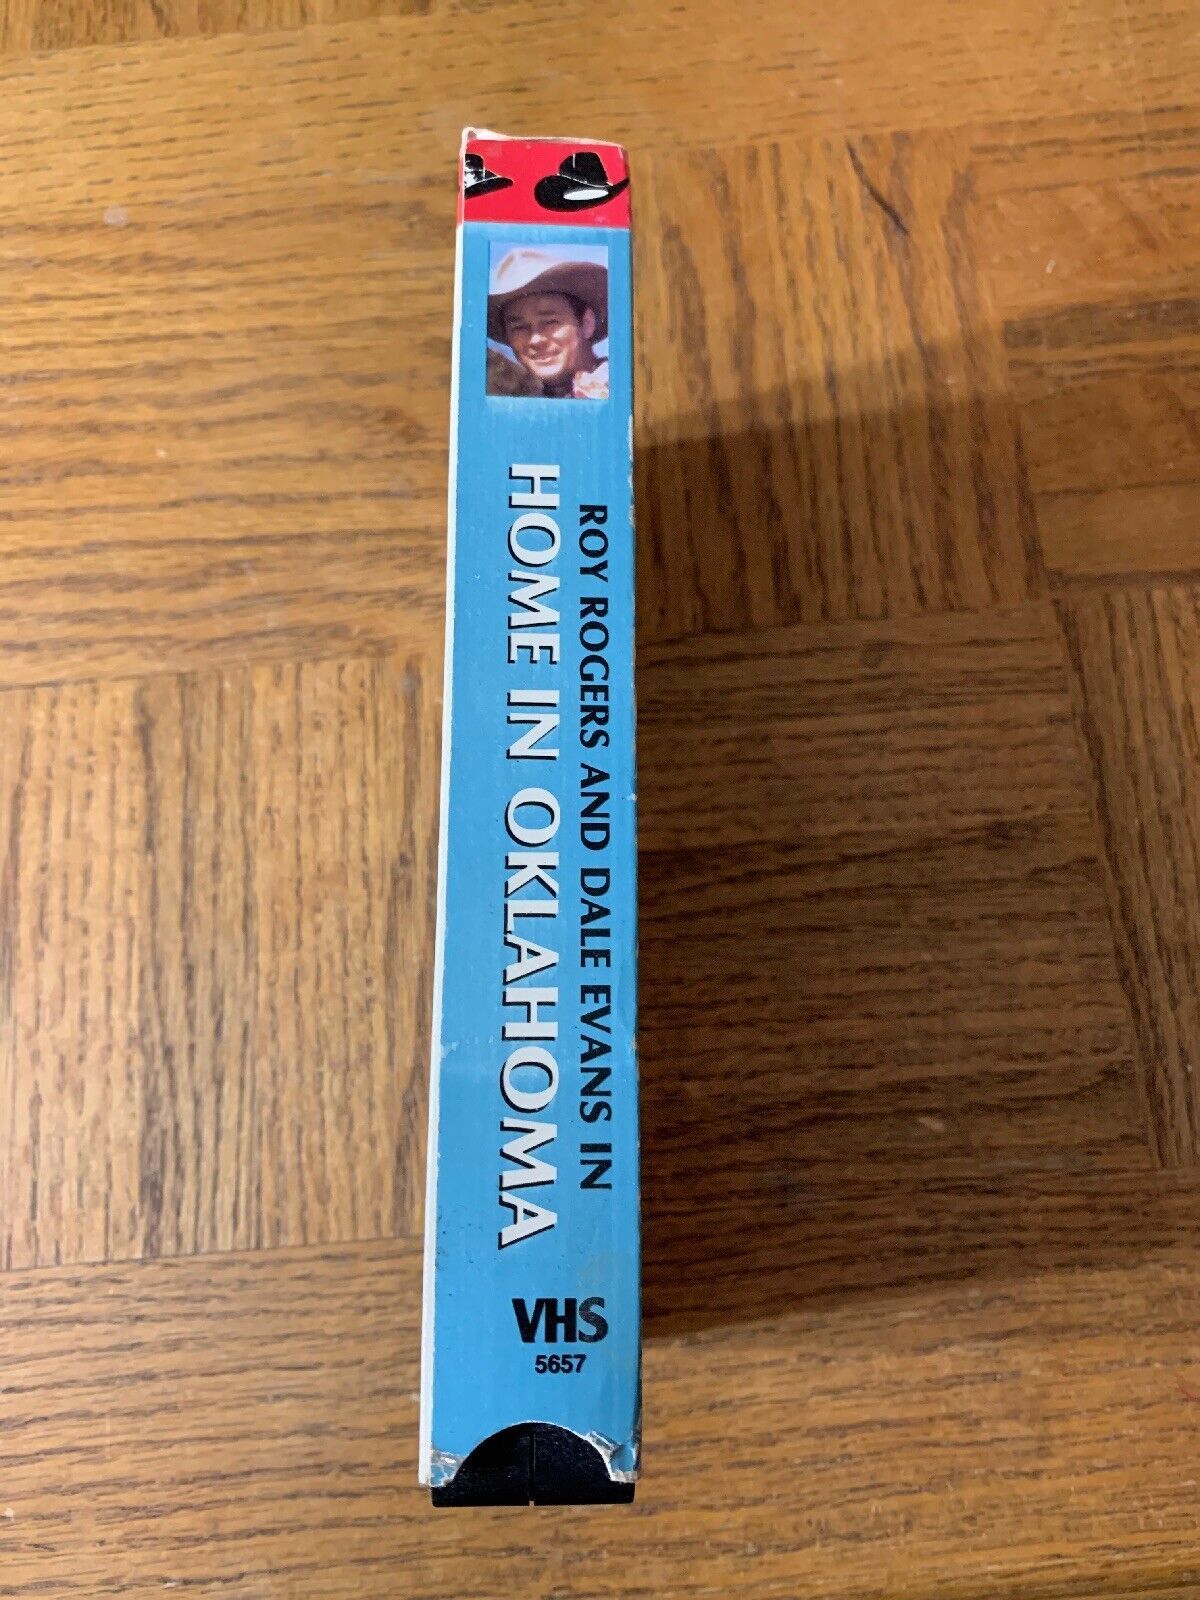 ROY ROGERS AND DALE EVANS IN
HOME IN OKLAHOMA
VHS
5657